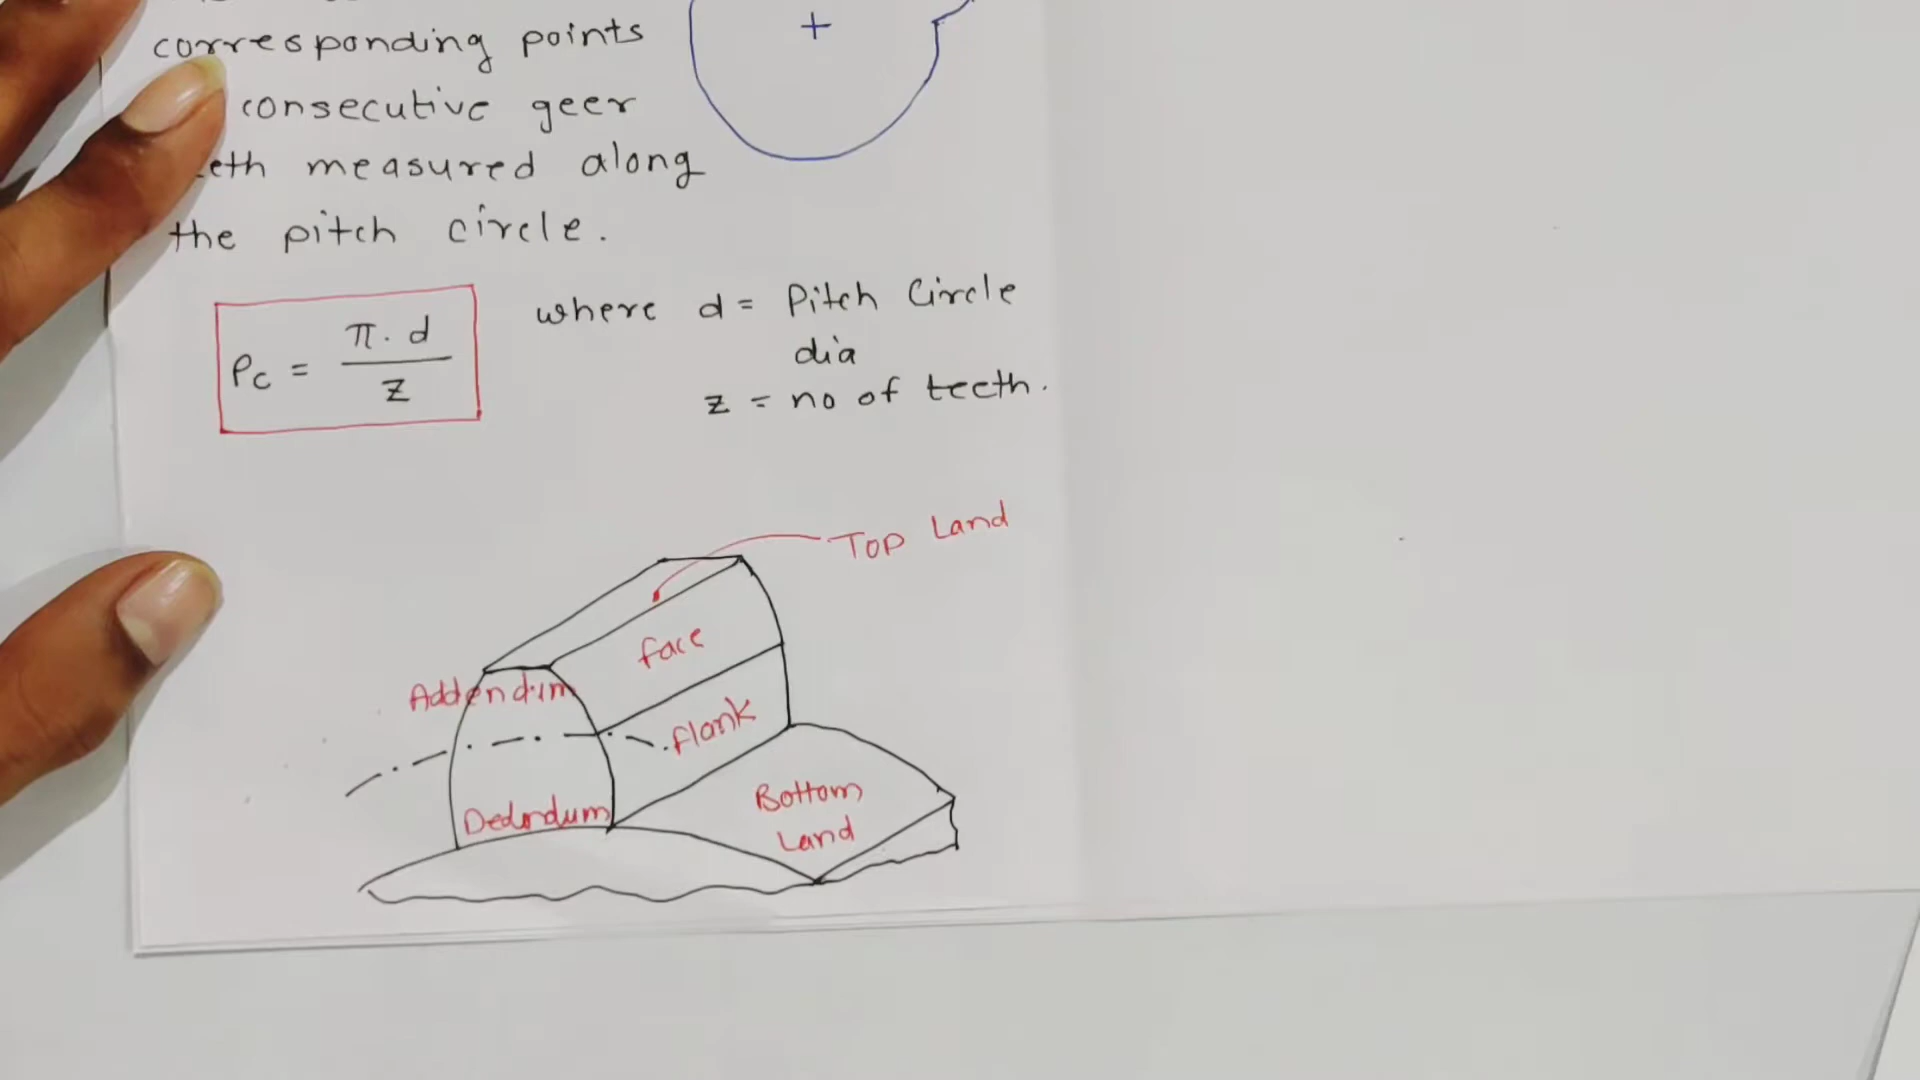 corresponding points
consecutive geer
eth measured along
the pitch circle.
Pc = π. d / z
where d = Pitch Circle
dia
z = no of teeth.
Top Land
face
Addendum
flank
Bottom
Land
Dedendum